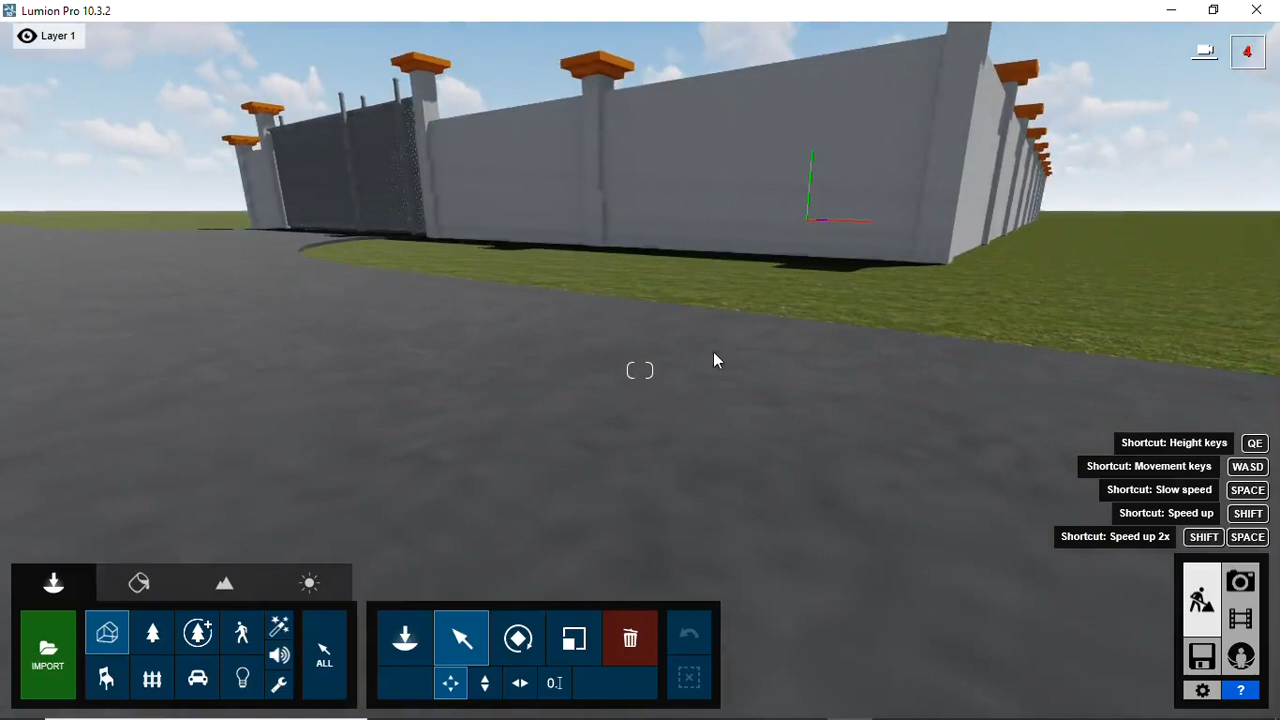 Lumion Pro 10.3.2
Layer 1
4
Shortcut: Height keys QE
Shortcut: Movement keys WASD
Shortcut: Slow speed SPACE
Shortcut: Speed up SHIFT
Shortcut: Speed up 2x SHIFT SPACE
IMPORT
ALL
0.
?